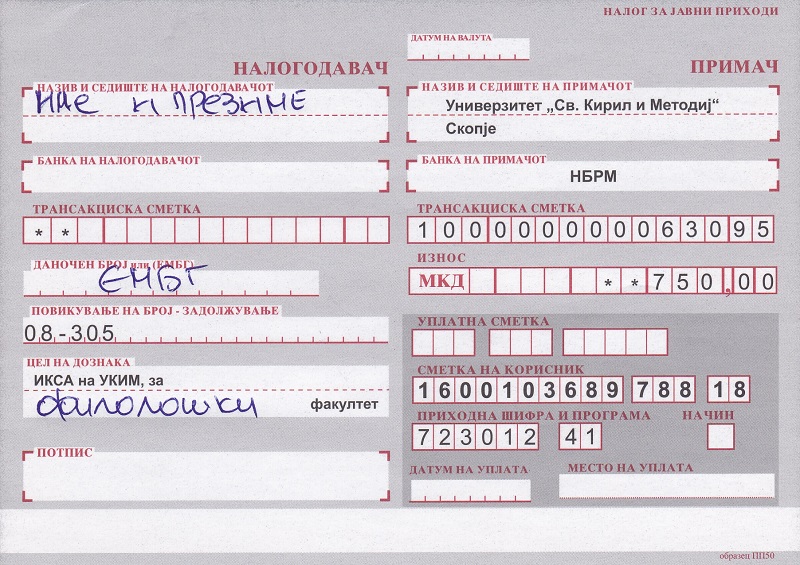 НАЛОГ ЗА ЈАВНИ ПРИХОДИ
НАЛОГОДАВАЧ
НАЗИВ И СЕДИШТЕ НА НАЛОГОДАВАЧОТ
ИМЕ И ПРЕЗИМЕ
БАНКА НА НАЛОГОДАВАЧОТ
ТРАНСАКЦИСКА СМЕТКА
**
ДАНОЧЕН БРОЈ или (ЕМБГ)
ЕМБГ
ПОВИКУВАЊЕ НА БРОЈ - ЗАДОЛЖУВАЊЕ
08-305
ЦЕЛ НА ДОЗНАКА
ИКСА на УКИМ, за
филолошки факултет
ПОТПИС
ДАТУМ НА ВАЛУТА
ПРИМАЧ
НАЗИВ И СЕДИШТЕ НА ПРИМАЧОТ
Универзитет „Св. Кирил и Методиј“
Скопје
БАНКА НА ПРИМАЧОТ
НБРМ
ТРАНСАКЦИСКА СМЕТКА
100000000063095
ИЗНОС
МКД **750,00
УПЛАТНА СМЕТКА
СМЕТКА НА КОРИСНИК
1600103689 788 18
ПРИХОДНА ШИФРА И ПРОГРАМА НАЧИН
723012 41
ДАТУМ НА УПЛАТА МЕСТО НА УПЛАТА
образец ПП50